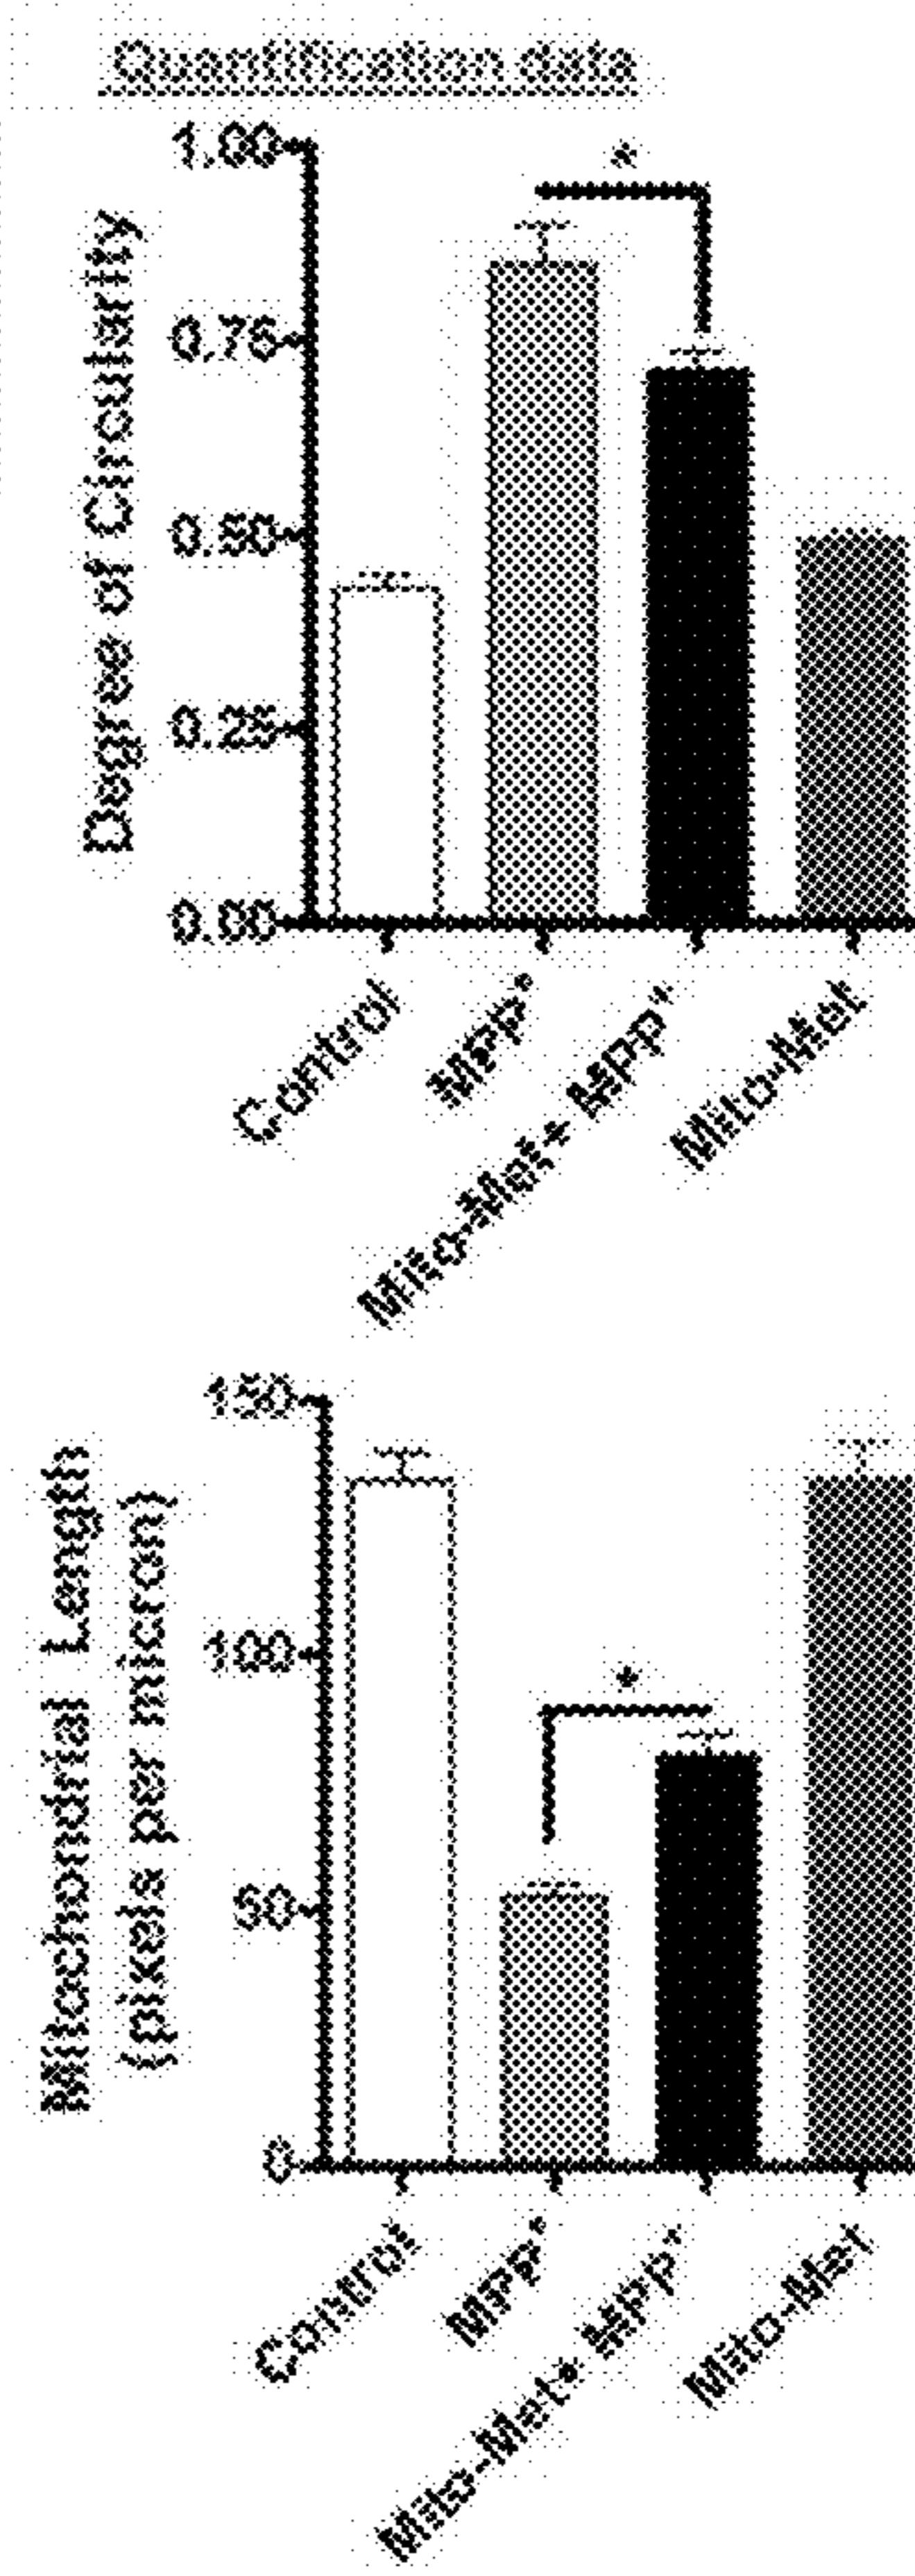 Quantification data
Degree of Circularity
1.00
*
0.75
0.50
0.25
0.00
Control
MPP+
Mito-Met+ MPP+
Mito-Met
Mitochondrial Length
(pixels per micron)
150
100
*
50
0
Control
MPP+
Mito-Met+ MPP+
Mito-Met